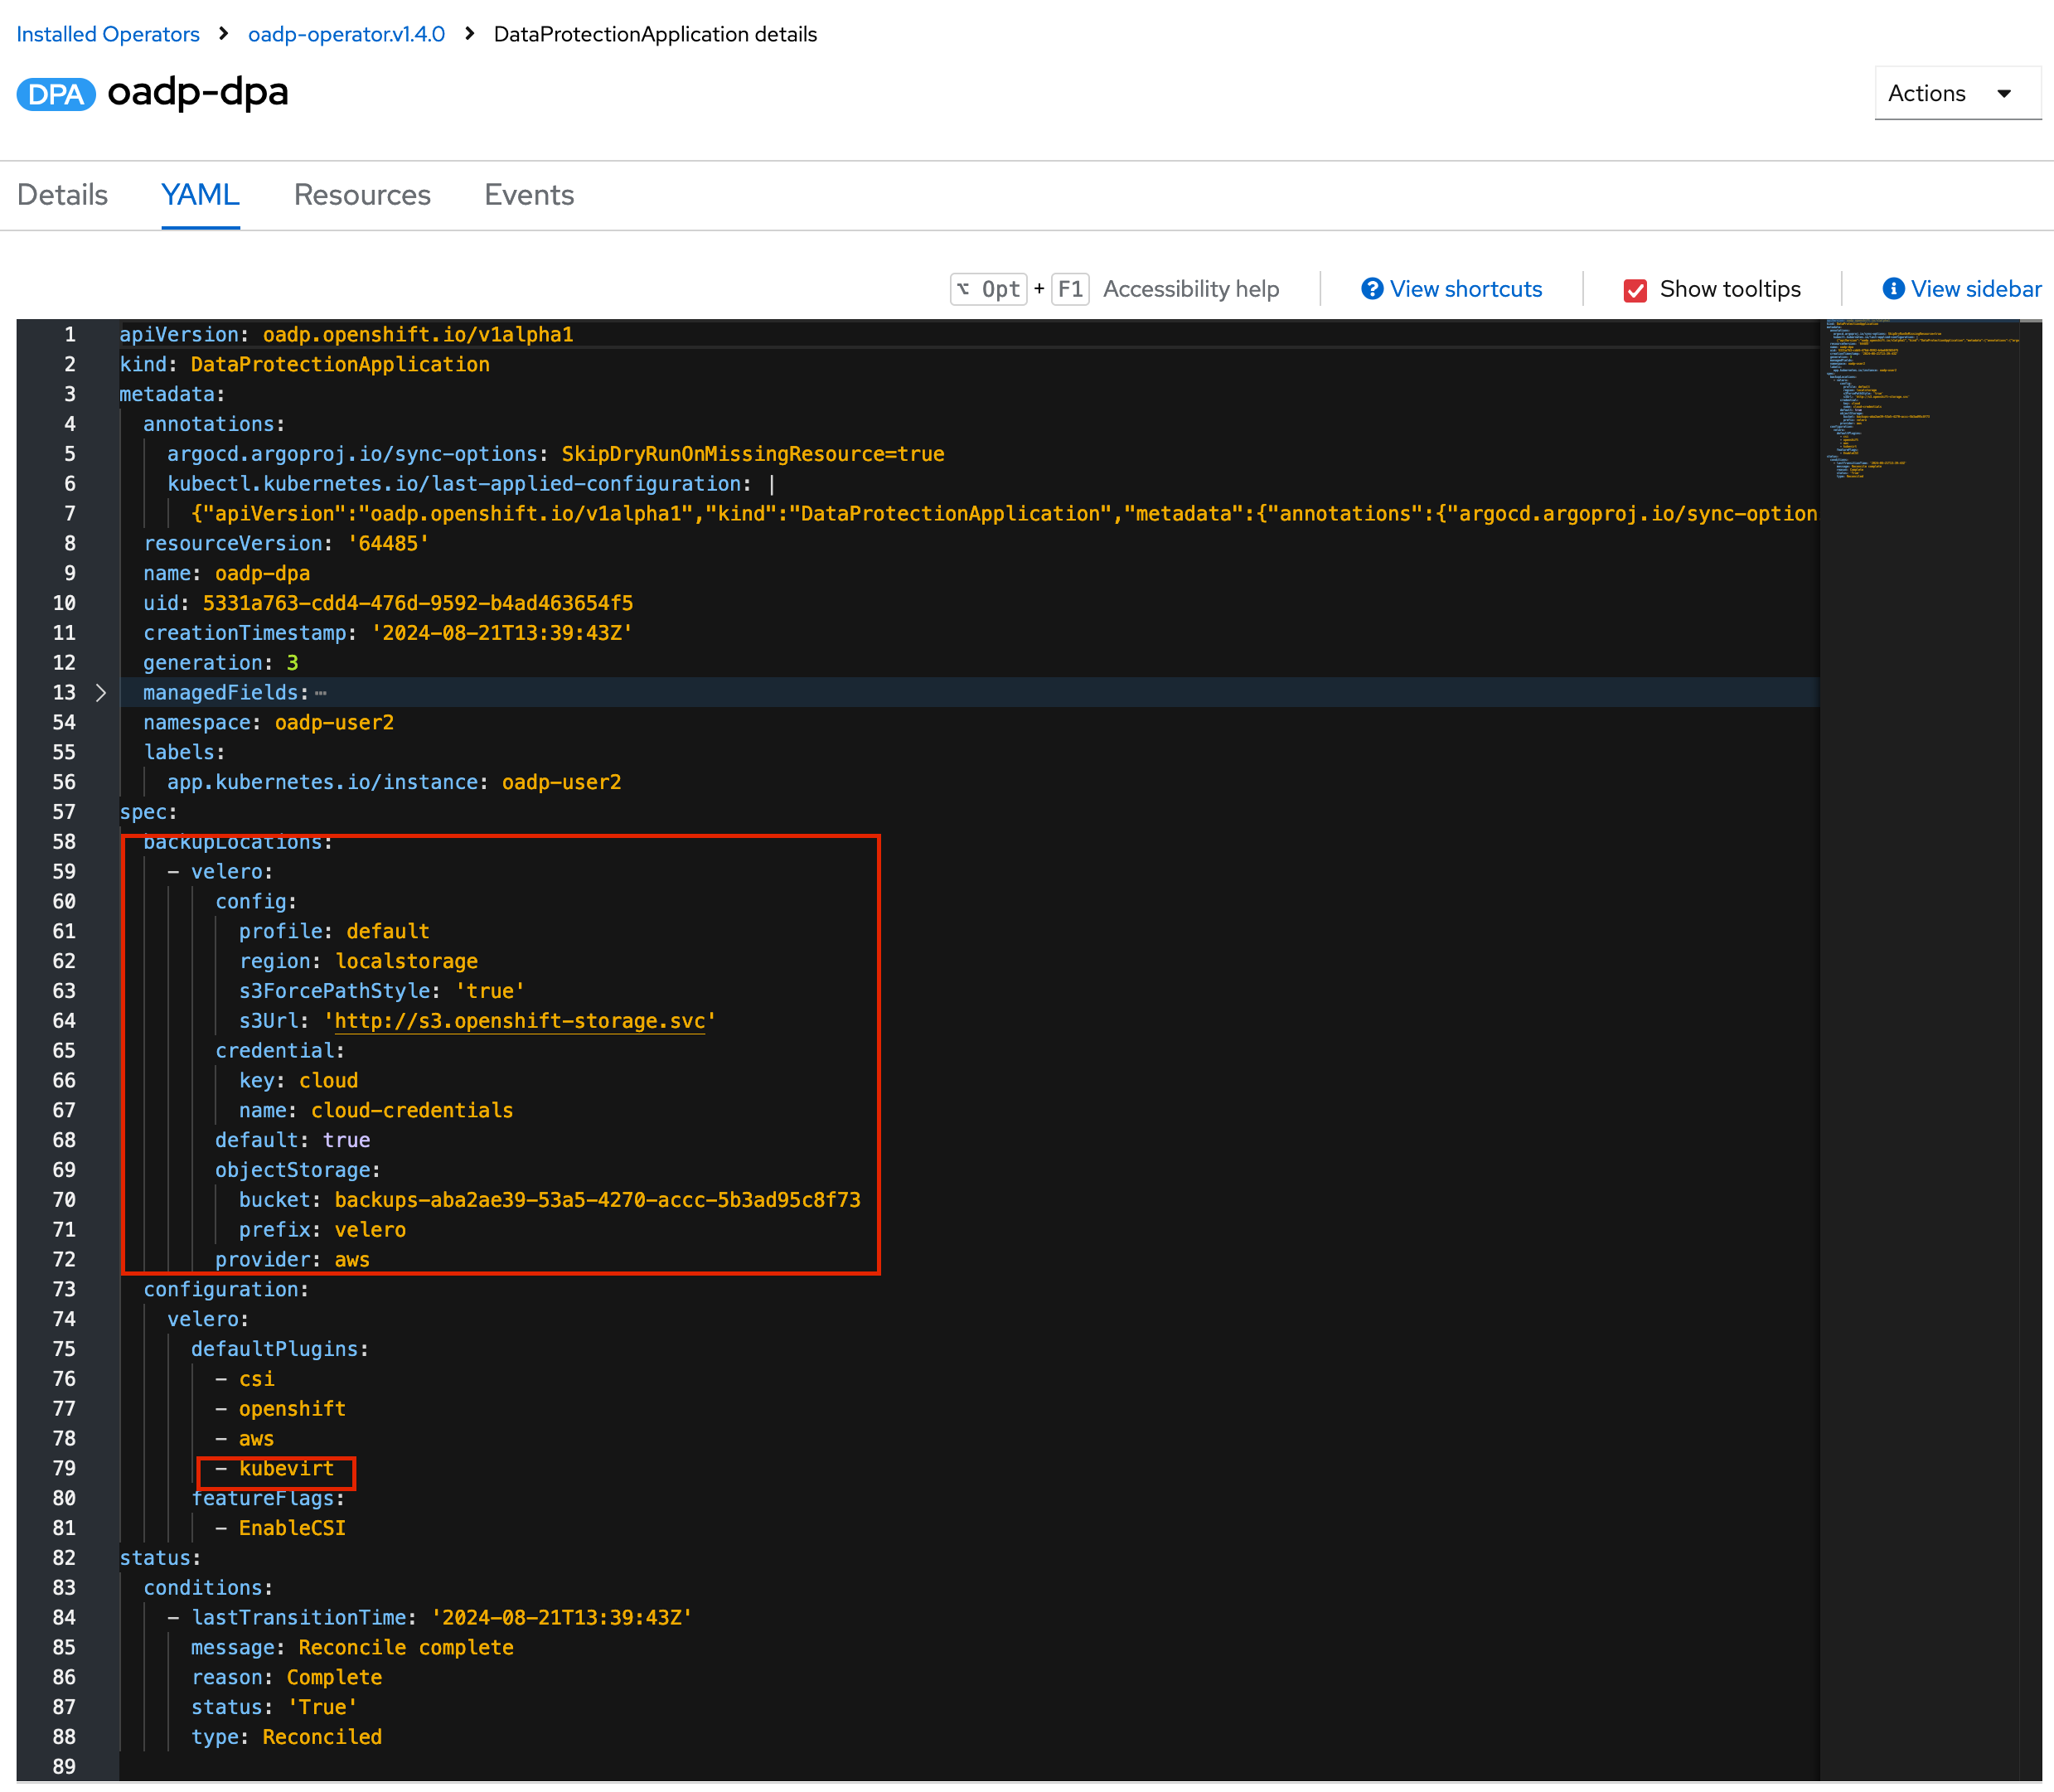 Installed Operators > oadp-operator.v1.4.0 > DataProtectionApplication details
DPA oadp-dpa
Actions
Details YAML Resources Events
⌥ Opt + F1 Accessibility help View shortcuts Show tooltips View sidebar
1 apiVersion: oadp.openshift.io/v1alpha1
2 kind: DataProtectionApplication
3 metadata:
4 annotations:
5 argocd.argoproj.io/sync-options: SkipDryRunOnMissingResource=true
6 kubectl.kubernetes.io/last-applied-configuration: |
7 {"apiVersion":"oadp.openshift.io/v1alpha1","kind":"DataProtectionApplication","metadata":{"annotations":{"argocd.argoproj.io/sync-option
8 resourceVersion: '64485'
9 name: oadp-dpa
10 uid: 5331a763-cdd4-476d-9592-b4ad463654f5
11 creationTimestamp: '2024-08-21T13:39:43Z'
12 generation: 3
13 managedFields: …
54 namespace: oadp-user2
55 labels:
56 app.kubernetes.io/instance: oadp-user2
57 spec:
58 backupLocations:
59 - velero:
60 config:
61 profile: default
62 region: localstorage
63 s3ForcePathStyle: 'true'
64 s3Url: 'http://s3.openshift-storage.svc'
65 credential:
66 key: cloud
67 name: cloud-credentials
68 default: true
69 objectStorage:
70 bucket: backups-aba2ae39-53a5-4270-accc-5b3ad95c8f73
71 prefix: velero
72 provider: aws
73 configuration:
74 velero:
75 defaultPlugins:
76 - csi
77 - openshift
78 - aws
79 - kubevirt
80 featureFlags:
81 - EnableCSI
82 status:
83 conditions:
84 - lastTransitionTime: '2024-08-21T13:39:43Z'
85 message: Reconcile complete
86 reason: Complete
87 status: 'True'
88 type: Reconciled
89